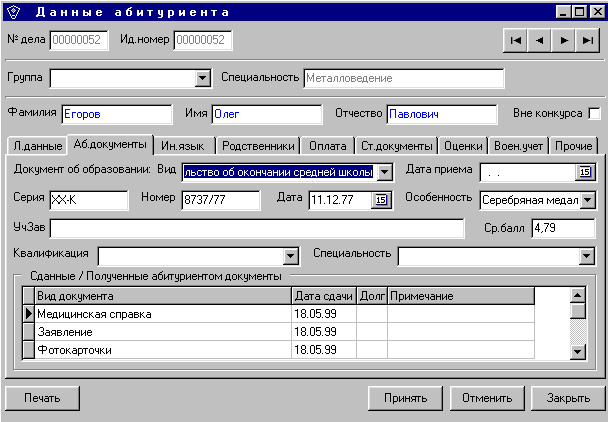 Данные абитуриента
№ дела 00000052 Ид.номер 00000052
Группа Специальность Металловедение
Фамилия Егоров Имя Олег Отчество Павлович Вне конкурса
Л.данные Аб.документы Ин.язык Родственники Оплата Ст.документы Оценки Воен.учет Прочие
Документ об образовании: Вид льство об окончании средней школы Дата приема . . 15
Серия XX-К Номер 8737/77 Дата 11.12.77 15 Особенность Серебряная медал
УчЗав Ср.балл 4,79
Квалификация Специальность
Сданные / Полученные абитуриентом документы
Вид документа Дата сдачи Долг Примечание
Медицинская справка 18.05.99
Заявление 18.05.99
Фотокарточки 18.05.99
Печать Принять Отменить Закрыть